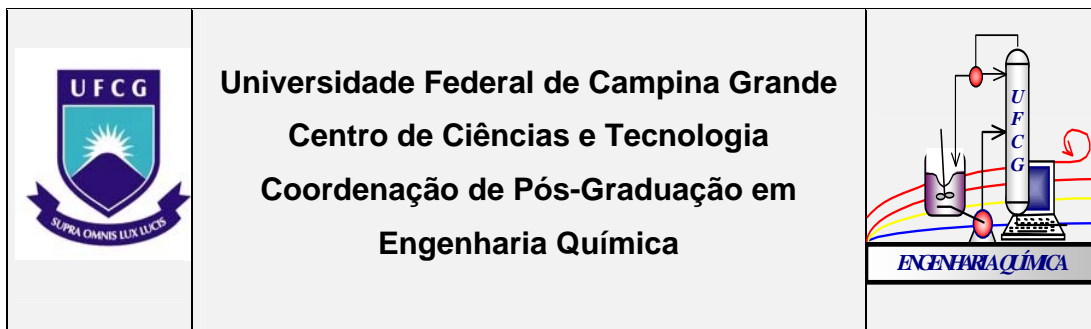 UFCG
SUPRA OMNIS LUX LUCIS
Universidade Federal de Campina Grande
Centro de Ciências e Tecnologia
Coordenação de Pós-Graduação em
Engenharia Química
U
F
C
G
ENGENHARIA QUÍMICA